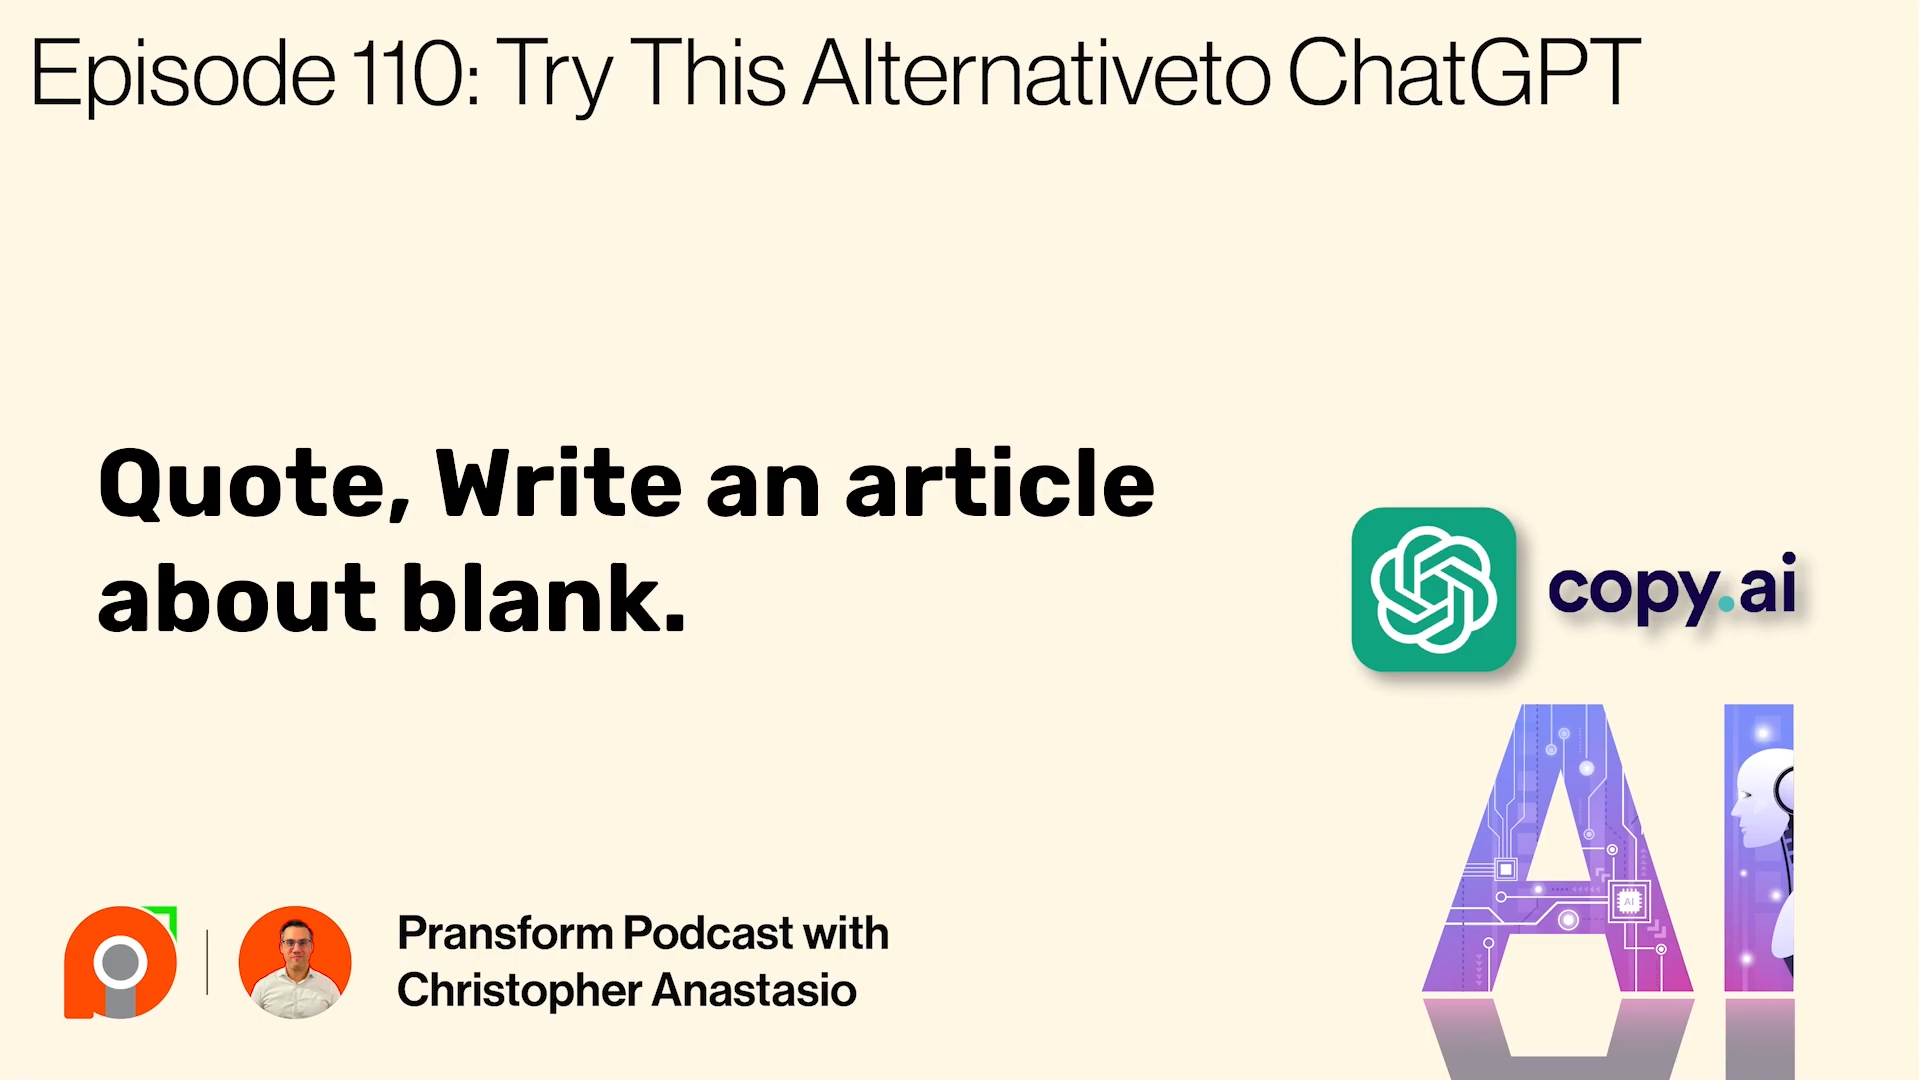 Episode 110: Try This Alternativeto ChatGPT
Quote, Write an article
about blank.
copy.ai
AI
AI
Pransform Podcast with
Christopher Anastasio